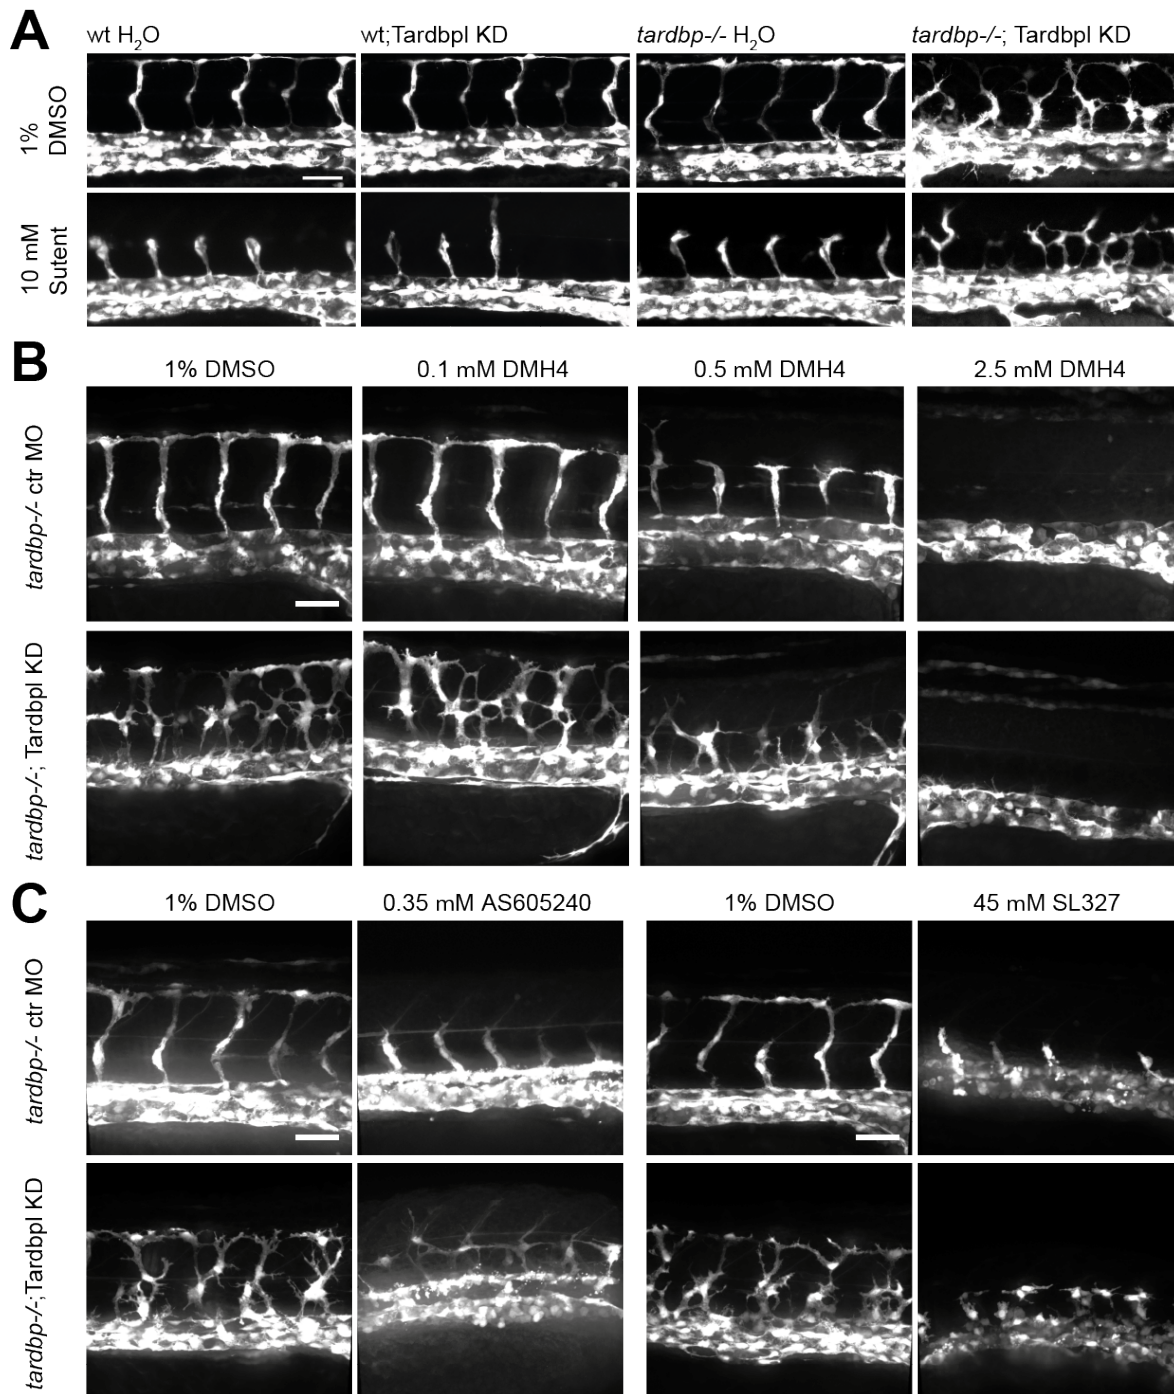 A
wt H2O
wt;Tardbpl KD
tardbp-/- H2O
tardbp-/-; Tardbpl KD
1%
DMSO
10 mM
Sutent
B
1% DMSO
0.1 mM DMH4
0.5 mM DMH4
2.5 mM DMH4
tardbp-/- ctr MO
tardbp-/-; Tardbpl KD
C
1% DMSO
0.35 mM AS605240
1% DMSO
45 mM SL327
tardbp-/- ctr MO
tardbp-/-;Tardbpl KD